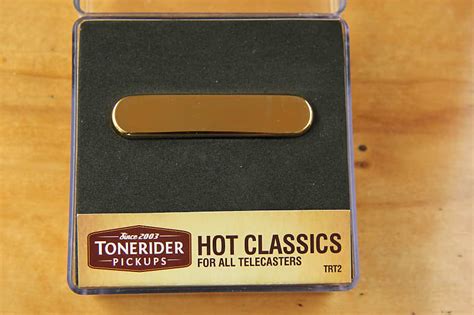 Since 2003
TONERIDER
PICKUPS
HOT CLASSICS
FOR ALL TELECASTERS
TRT2